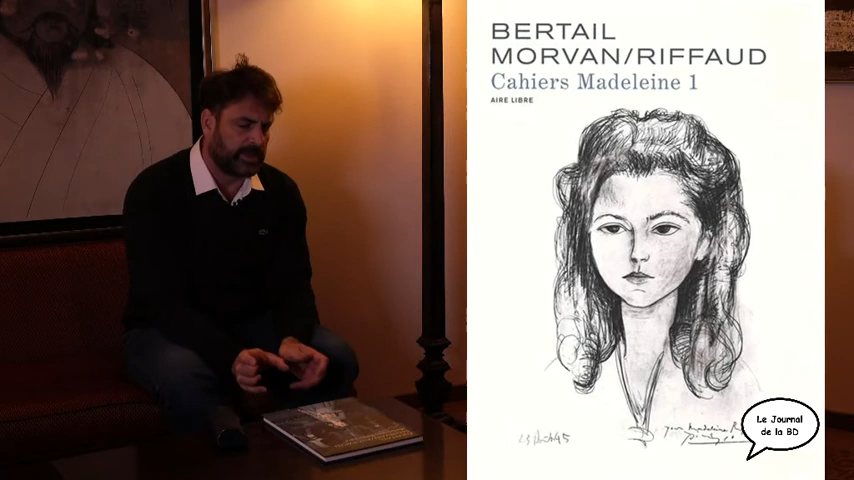 BERTAIL
MORVAN/RIFFAUD
Cahiers Madeleine 1
AIRE LIBRE
Le Journal
de la BD